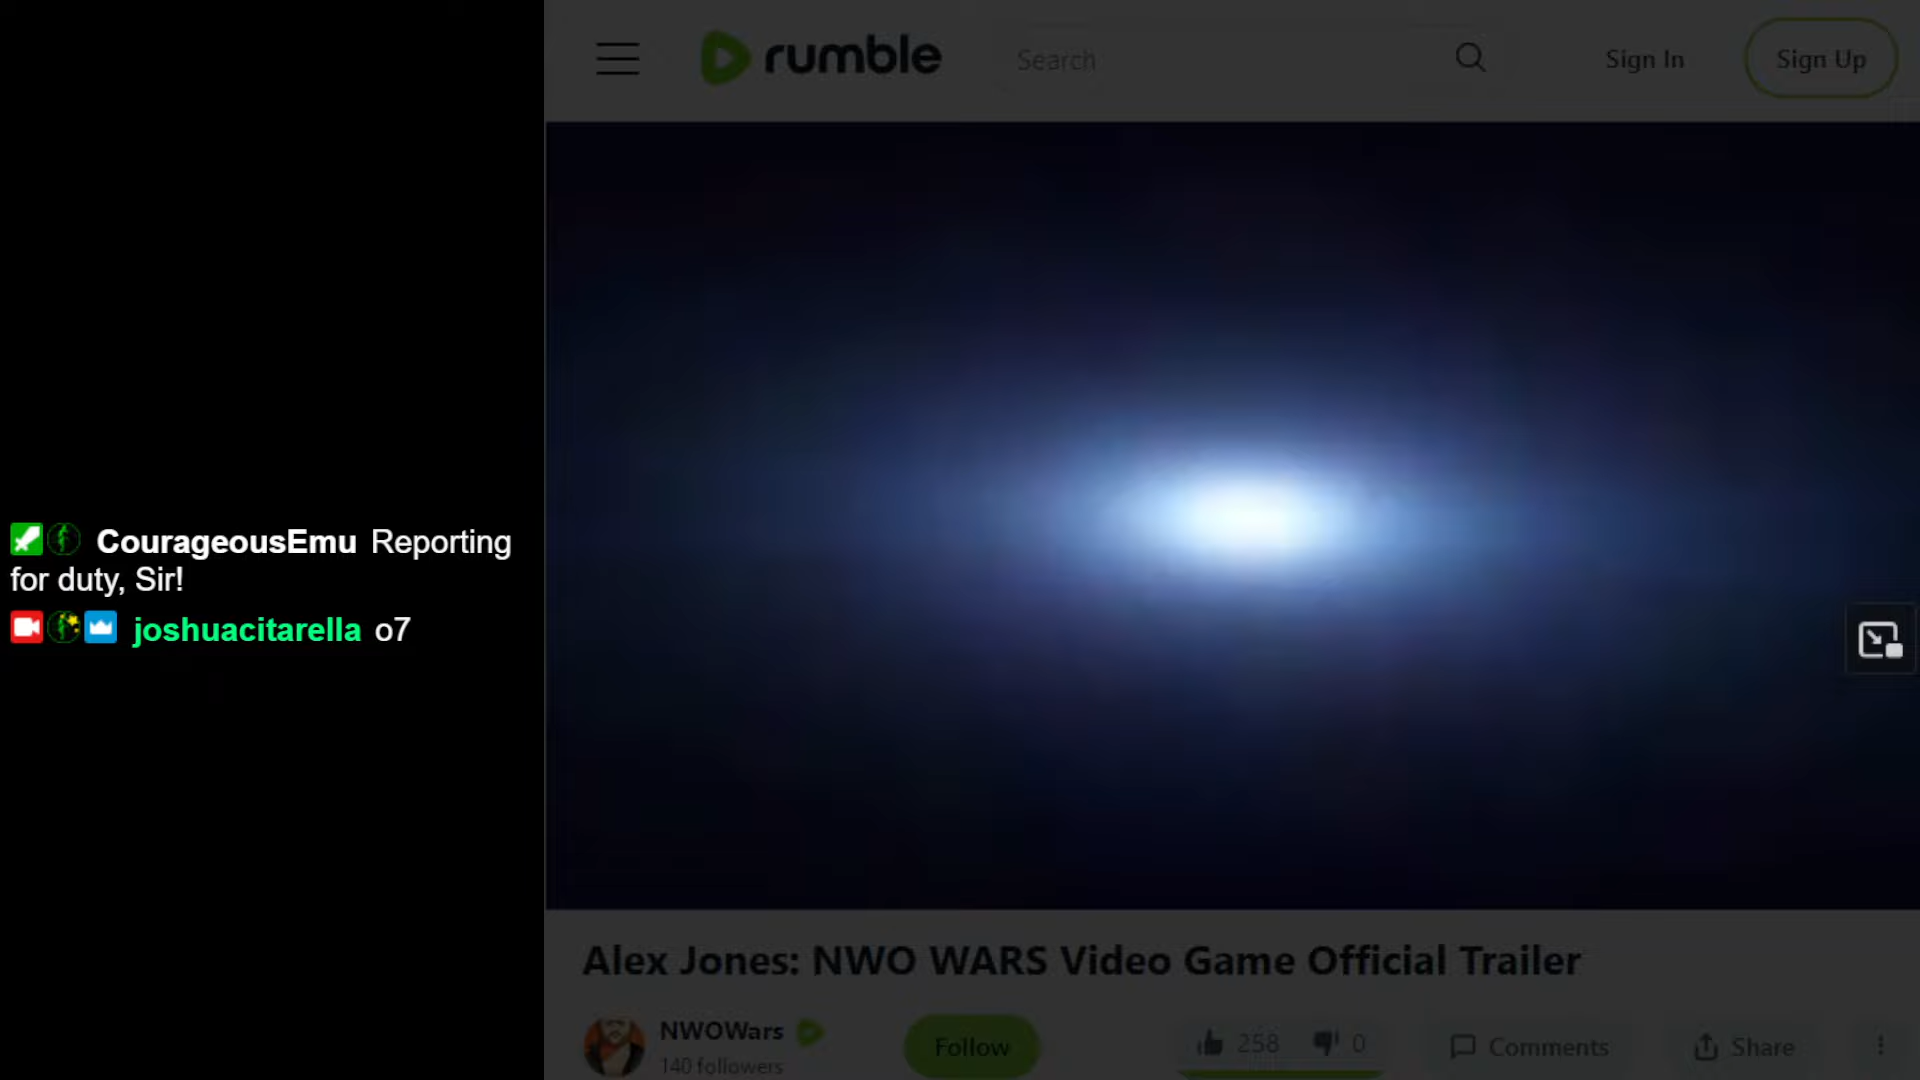 rumble
Search
Sign In
Sign Up
CourageousEmu Reporting
for duty, Sir!
joshuacitarella o7
Alex Jones: NWO WARS Video Game Official Trailer
NWOWars
140 followers
Follow
258
0
Comments
Share